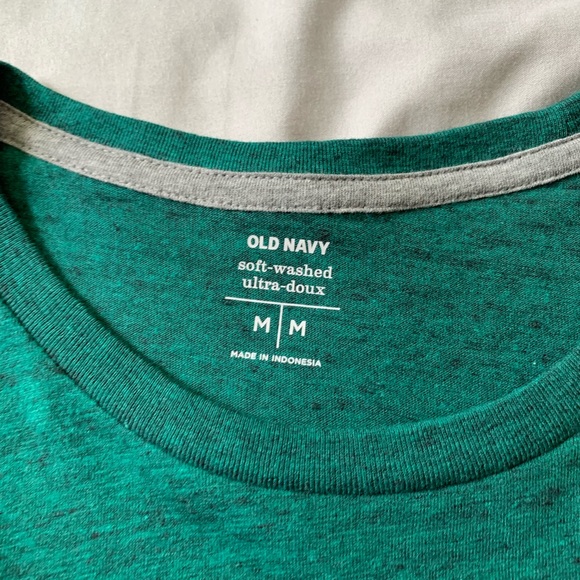 OLD NAVY
soft-washed
ultra-doux
M M
MADE IN INDONESIA